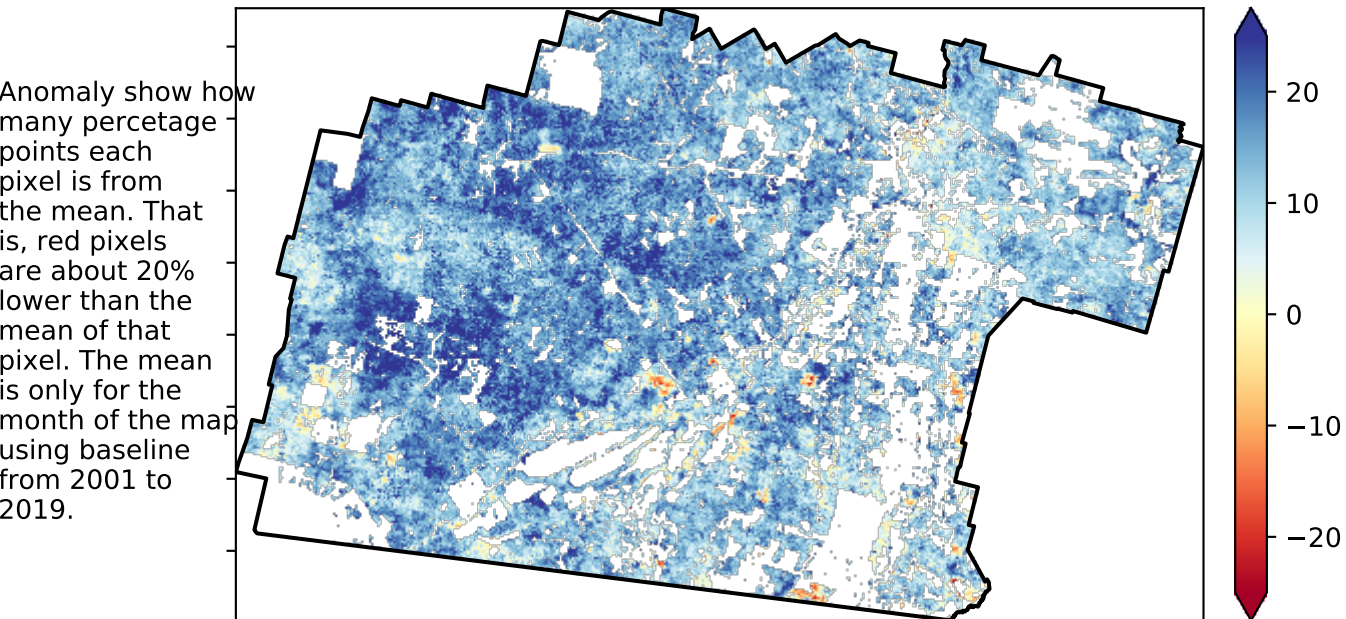 Anomaly show how
many percetage
points each
pixel is from
the mean. That
is, red pixels
are about 20%
lower than the
mean of that
pixel. The mean
is only for the
month of the map
using baseline
from 2001 to
2019.
20
10
0
−10
−20